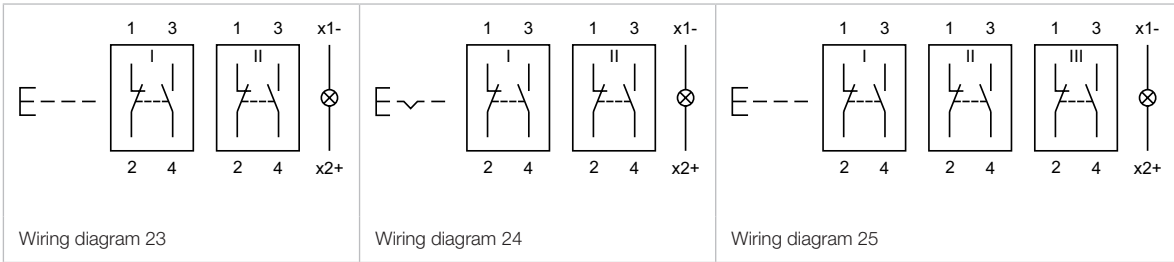 1 3 1 3 x1-
I II
2 4 2 4 x2+
Wiring diagram 23
1 3 1 3 x1-
I II
2 4 2 4 x2+
Wiring diagram 24
1 3 1 3 1 3 x1-
I II III
2 4 2 4 2 4 x2+
Wiring diagram 25